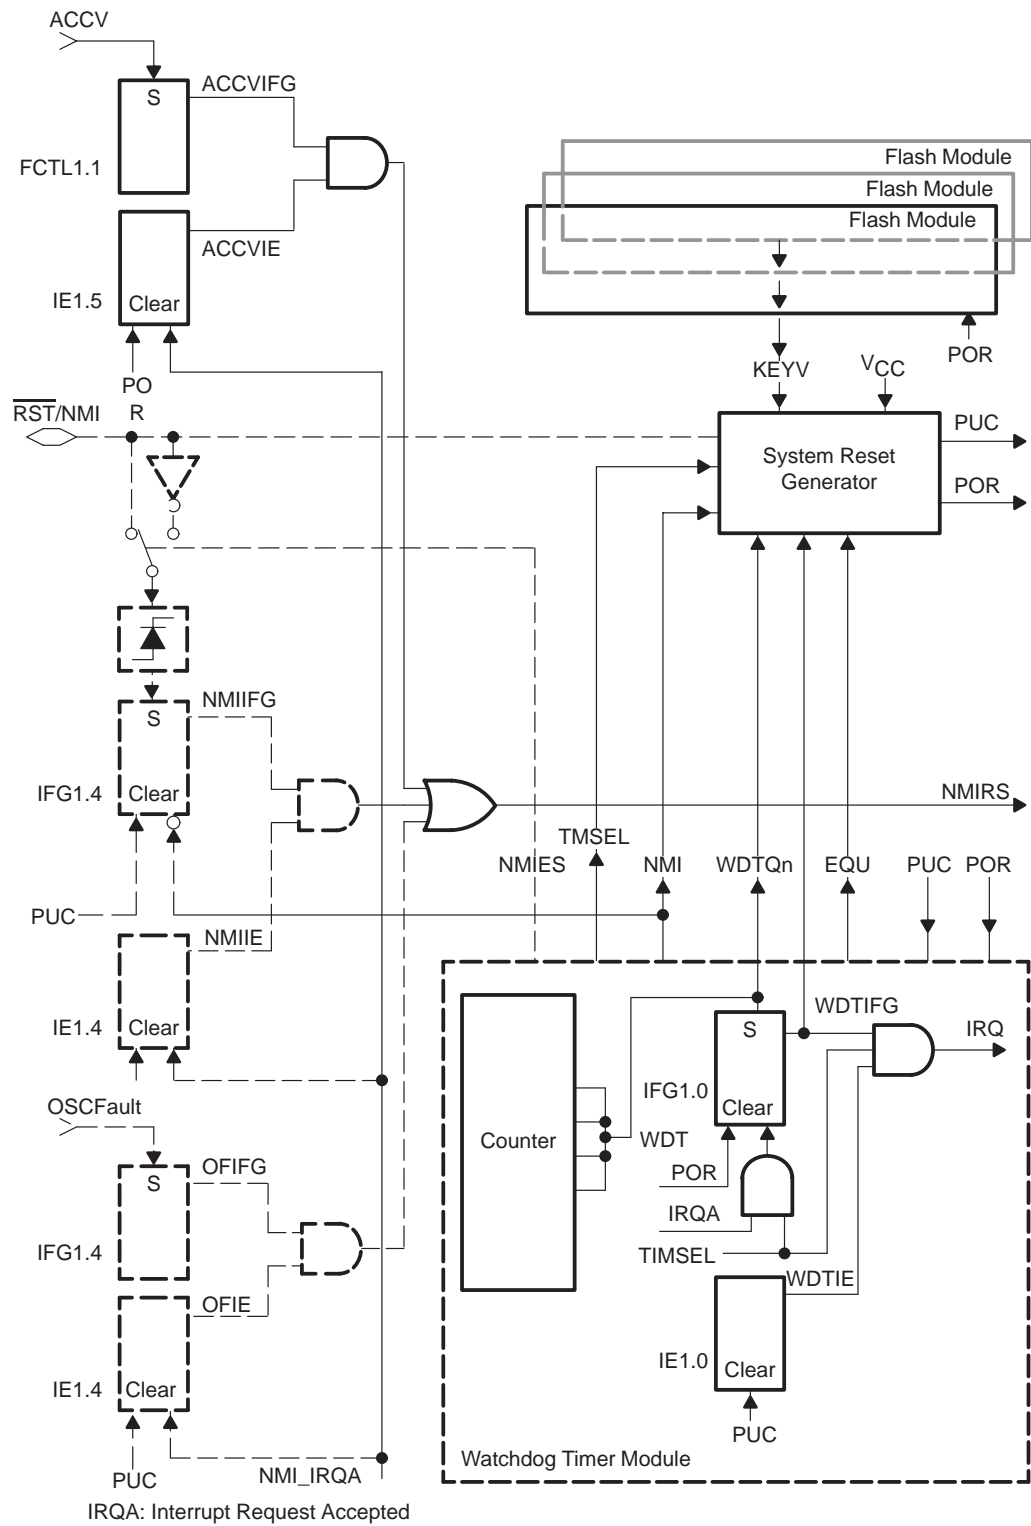 ACCV
S
ACCVIFG
FCTL1.1
ACCVIE
IE1.5
Clear
PO
R
RST/NMI
Flash Module
Flash Module
Flash Module
POR
KEYV
VCC
System Reset
Generator
PUC
POR
S
NMIIFG
IFG1.4
Clear
NMIRS
TMSEL
NMIES
NMI
WDTQn
EQU
PUC
POR
PUC
NMIIE
IE1.4
Clear
OSCFault
S
OFIFG
IFG1.4
OFIE
IE1.4
Clear
PUC
NMI_IRQA
IRQA: Interrupt Request Accepted
Counter
WDT
S
WDTIFG
IRQ
IFG1.0
Clear
POR
IRQA
TIMSEL
WDTIE
IE1.0
Clear
PUC
Watchdog Timer Module